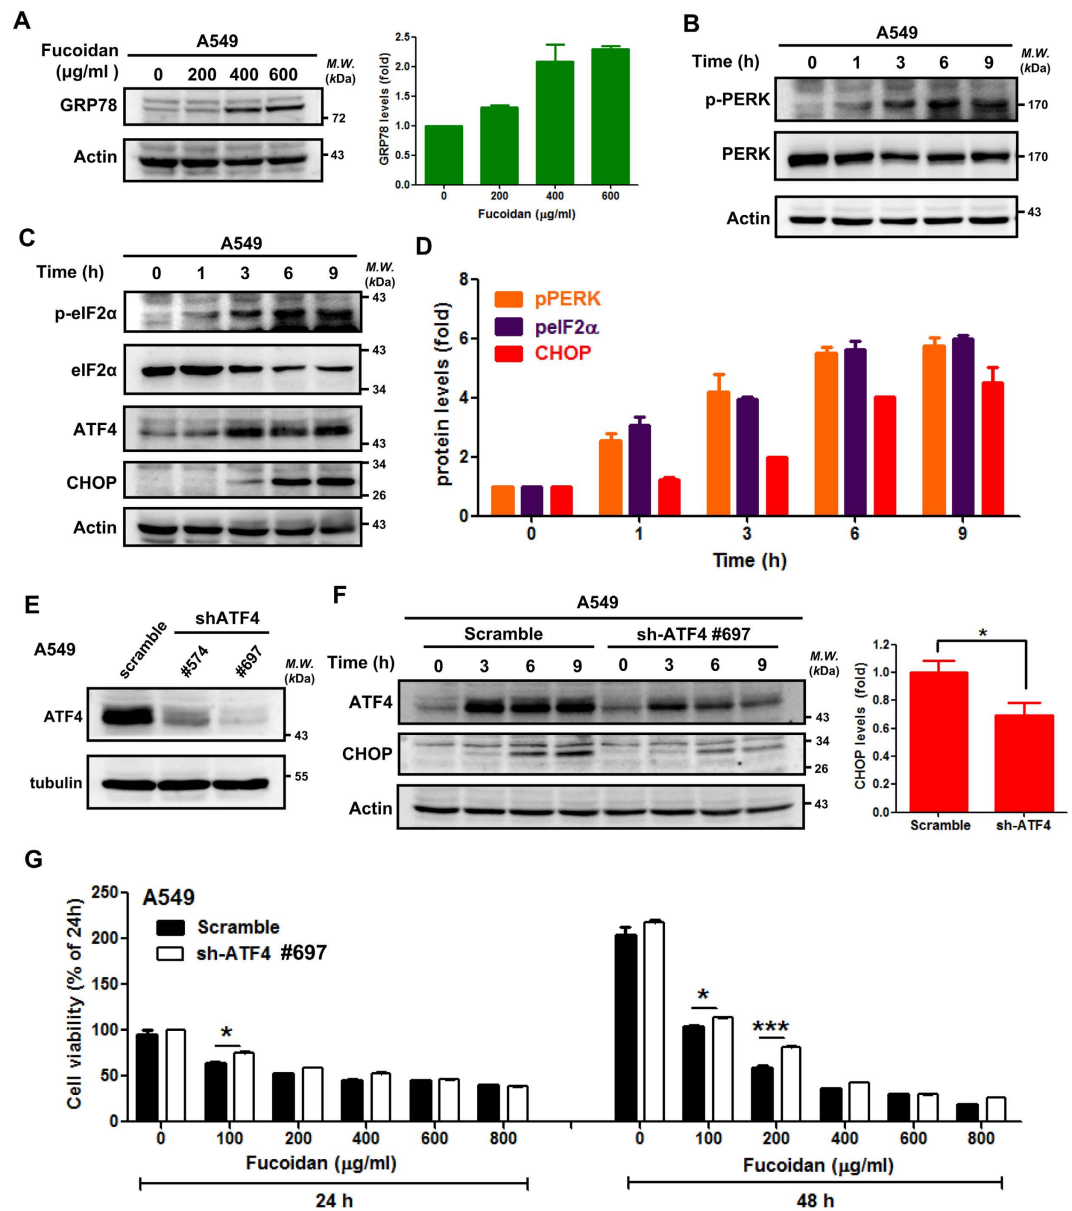 A
A549
Fucoidan
(µg/ml )
0 200 400 600
M.W.
(kDa)
GRP78
72
Actin
43
GRP78 levels (fold)
2.5
2.0
1.5
1.0
0.5
0.0
0 200 400 600
Fucoidan (µg/ml)
B
A549
Time (h) 0 1 3 6 9
M.W.
(kDa)
p-PERK
170
PERK
170
Actin
43
C
A549
Time (h) 0 1 3 6 9
M.W.
(kDa)
p-eIF2α
43
eIF2α
43
34
ATF4
43
CHOP
34
26
Actin
43
D
protein levels (fold)
8
6
4
2
0
pPERK
peIF2α
CHOP
0 1 3 6 9
Time (h)
E
shATF4
A549
scramble
#574
#697
M.W.
(kDa)
ATF4
43
tubulin
55
F
A549
Scramble sh-ATF4 #697
Time (h) 0 3 6 9 0 3 6 9
M.W.
(kDa)
ATF4
43
CHOP
34
26
Actin
43
CHOP levels (fold)
1.2
1.0
0.8
0.6
0.4
0.2
0.0
*
Scramble sh-ATF4
G
Cell viability (% of 24h)
250
200
150
100
50
0
A549
Scramble
sh-ATF4 #697
*
*
***
0 100 200 400 600 800 0 100 200 400 600 800
Fucoidan (µg/ml) Fucoidan (µg/ml)
24 h 48 h